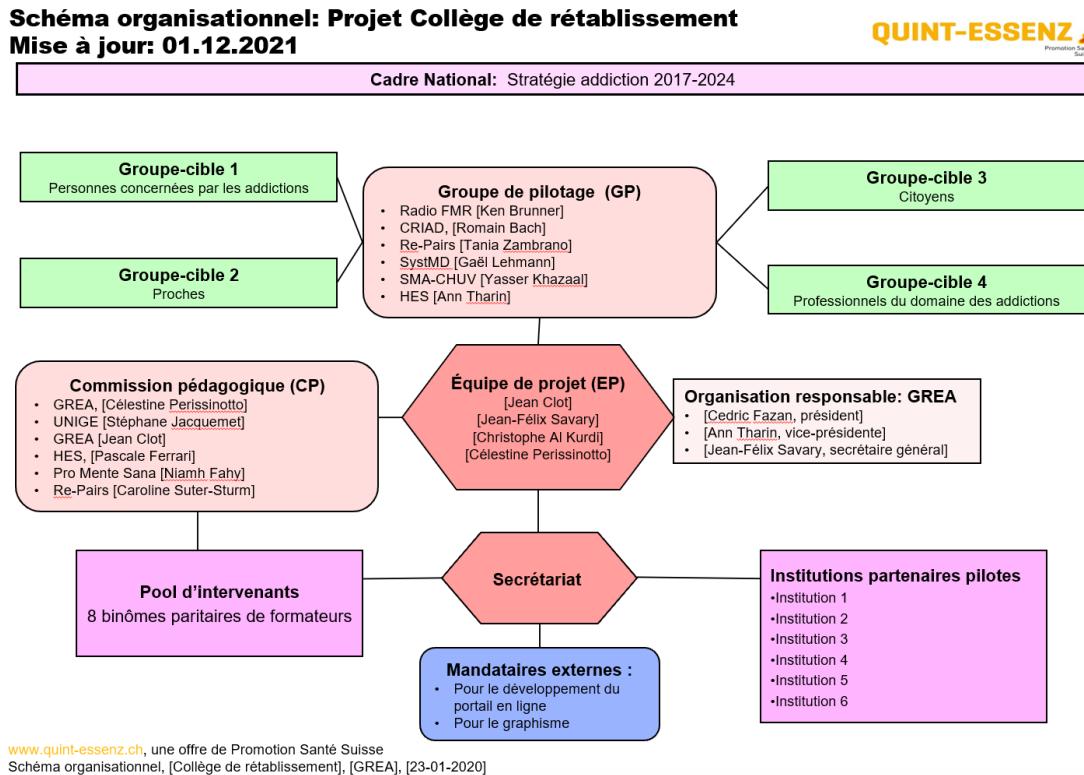 Schéma organisationnel: Projet Collège de rétablissement
Mise à jour: 01.12.2021
QUINT-ESSENZ
Promotion
Cadre National: Stratégie addiction 2017-2024
Groupe-cible 1
Personnes concernées par les addictions
Groupe-cible 2
Proches
Groupe de pilotage (GP)
• Radio FMR [Ken Brunner]
• CRIAD, [Romain Bach]
• Re-Pairs [Tania Zambrano]
• SystMD [Gaël Lehmann]
• SMA-CHUV [Yasser Khazaal]
• HES [Ann Tharin]
Groupe-cible 3
Citoyens
Groupe-cible 4
Professionnels du domaine des addictions
Commission pédagogique (CP)
• GREA, [Célestine Perissinotto]
• UNIGE [Stéphane Jacquemet]
• GREA [Jean Clot]
• HES, [Pascale Ferrari]
• Pro Mente Sana [Niamh Fahy]
• Re-Pairs [Caroline Suter-Sturm]
Équipe de projet (EP)
[Jean Clot]
[Jean-Félix Savary]
[Christophe Al Kurdi]
[Célestine Perissinotto]
Organisation responsable: GREA
• [Cedric Fazan, président]
• [Ann Tharin, vice-présidente]
• [Jean-Félix Savary, secrétaire général]
Pool d’intervenants
8 binômes paritaires de formateurs
Secrétariat
Institutions partenaires pilotes
•Institution 1
•Institution 2
•Institution 3
•Institution 4
•Institution 5
•Institution 6
Mandataires externes :
• Pour le développement du
portail en ligne
• Pour le graphisme
www.quint-essenz.ch, une offre de Promotion Santé Suisse
Schéma organisationnel, [Collège de rétablissement], [GREA], [23-01-2020]